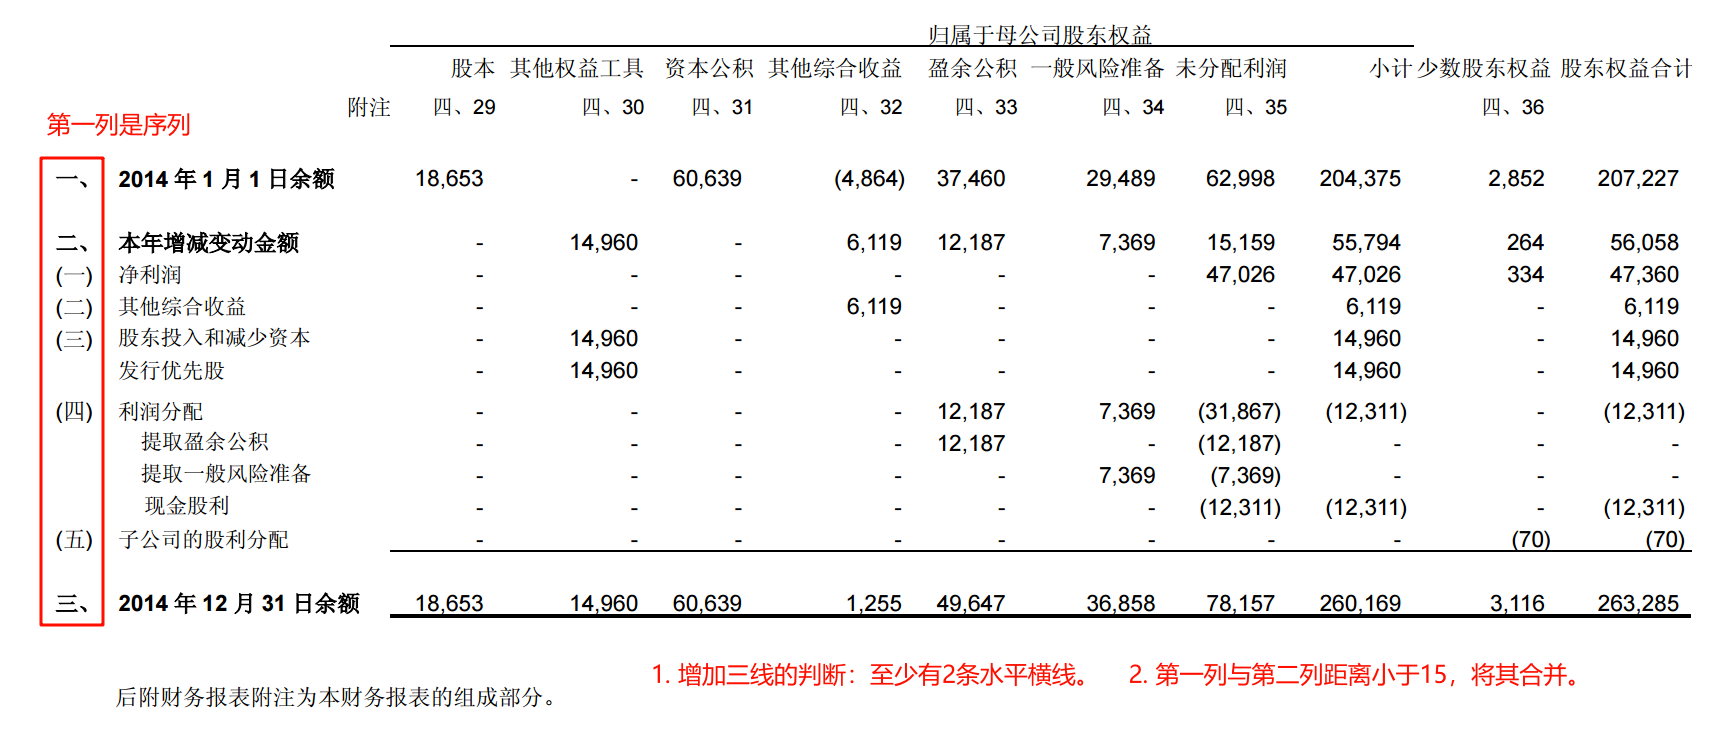 归属于母公司股东权益
股本 其他权益工具 资本公积 其他综合收益 盈余公积 一般风险准备 未分配利润 小计 少数股东权益 股东权益合计
附注 四、29 四、30 四、31 四、32 四、33 四、34 四、35 四、36
第一列是序列
一、 2014 年 1 月 1 日余额 18,653 - 60,639 (4,864) 37,460 29,489 62,998 204,375 2,852 207,227
二、 本年增减变动金额 - 14,960 - 6,119 12,187 7,369 15,159 55,794 264 56,058
(一) 净利润 - - - - - - 47,026 47,026 334 47,360
(二) 其他综合收益 - - - 6,119 - - - 6,119 - 6,119
(三) 股东投入和减少资本 - 14,960 - - - - - 14,960 - 14,960
发行优先股 - 14,960 - - - - - 14,960 - 14,960
(四) 利润分配 - - - - 12,187 7,369 (31,867) (12,311) - (12,311)
提取盈余公积 - - - - 12,187 - (12,187) - - -
提取一般风险准备 - - - - - 7,369 (7,369) - - -
现金股利 - - - - - - (12,311) (12,311) - (12,311)
(五) 子公司的股利分配 - - - - - - - - (70) (70)
三、 2014 年 12 月 31 日余额 18,653 14,960 60,639 1,255 49,647 36,858 78,157 260,169 3,116 263,285
1. 增加三线的判断：至少有2条水平横线。 2. 第一列与第二列距离小于15，将其合并。
后附财务报表附注为本财务报表的组成部分。